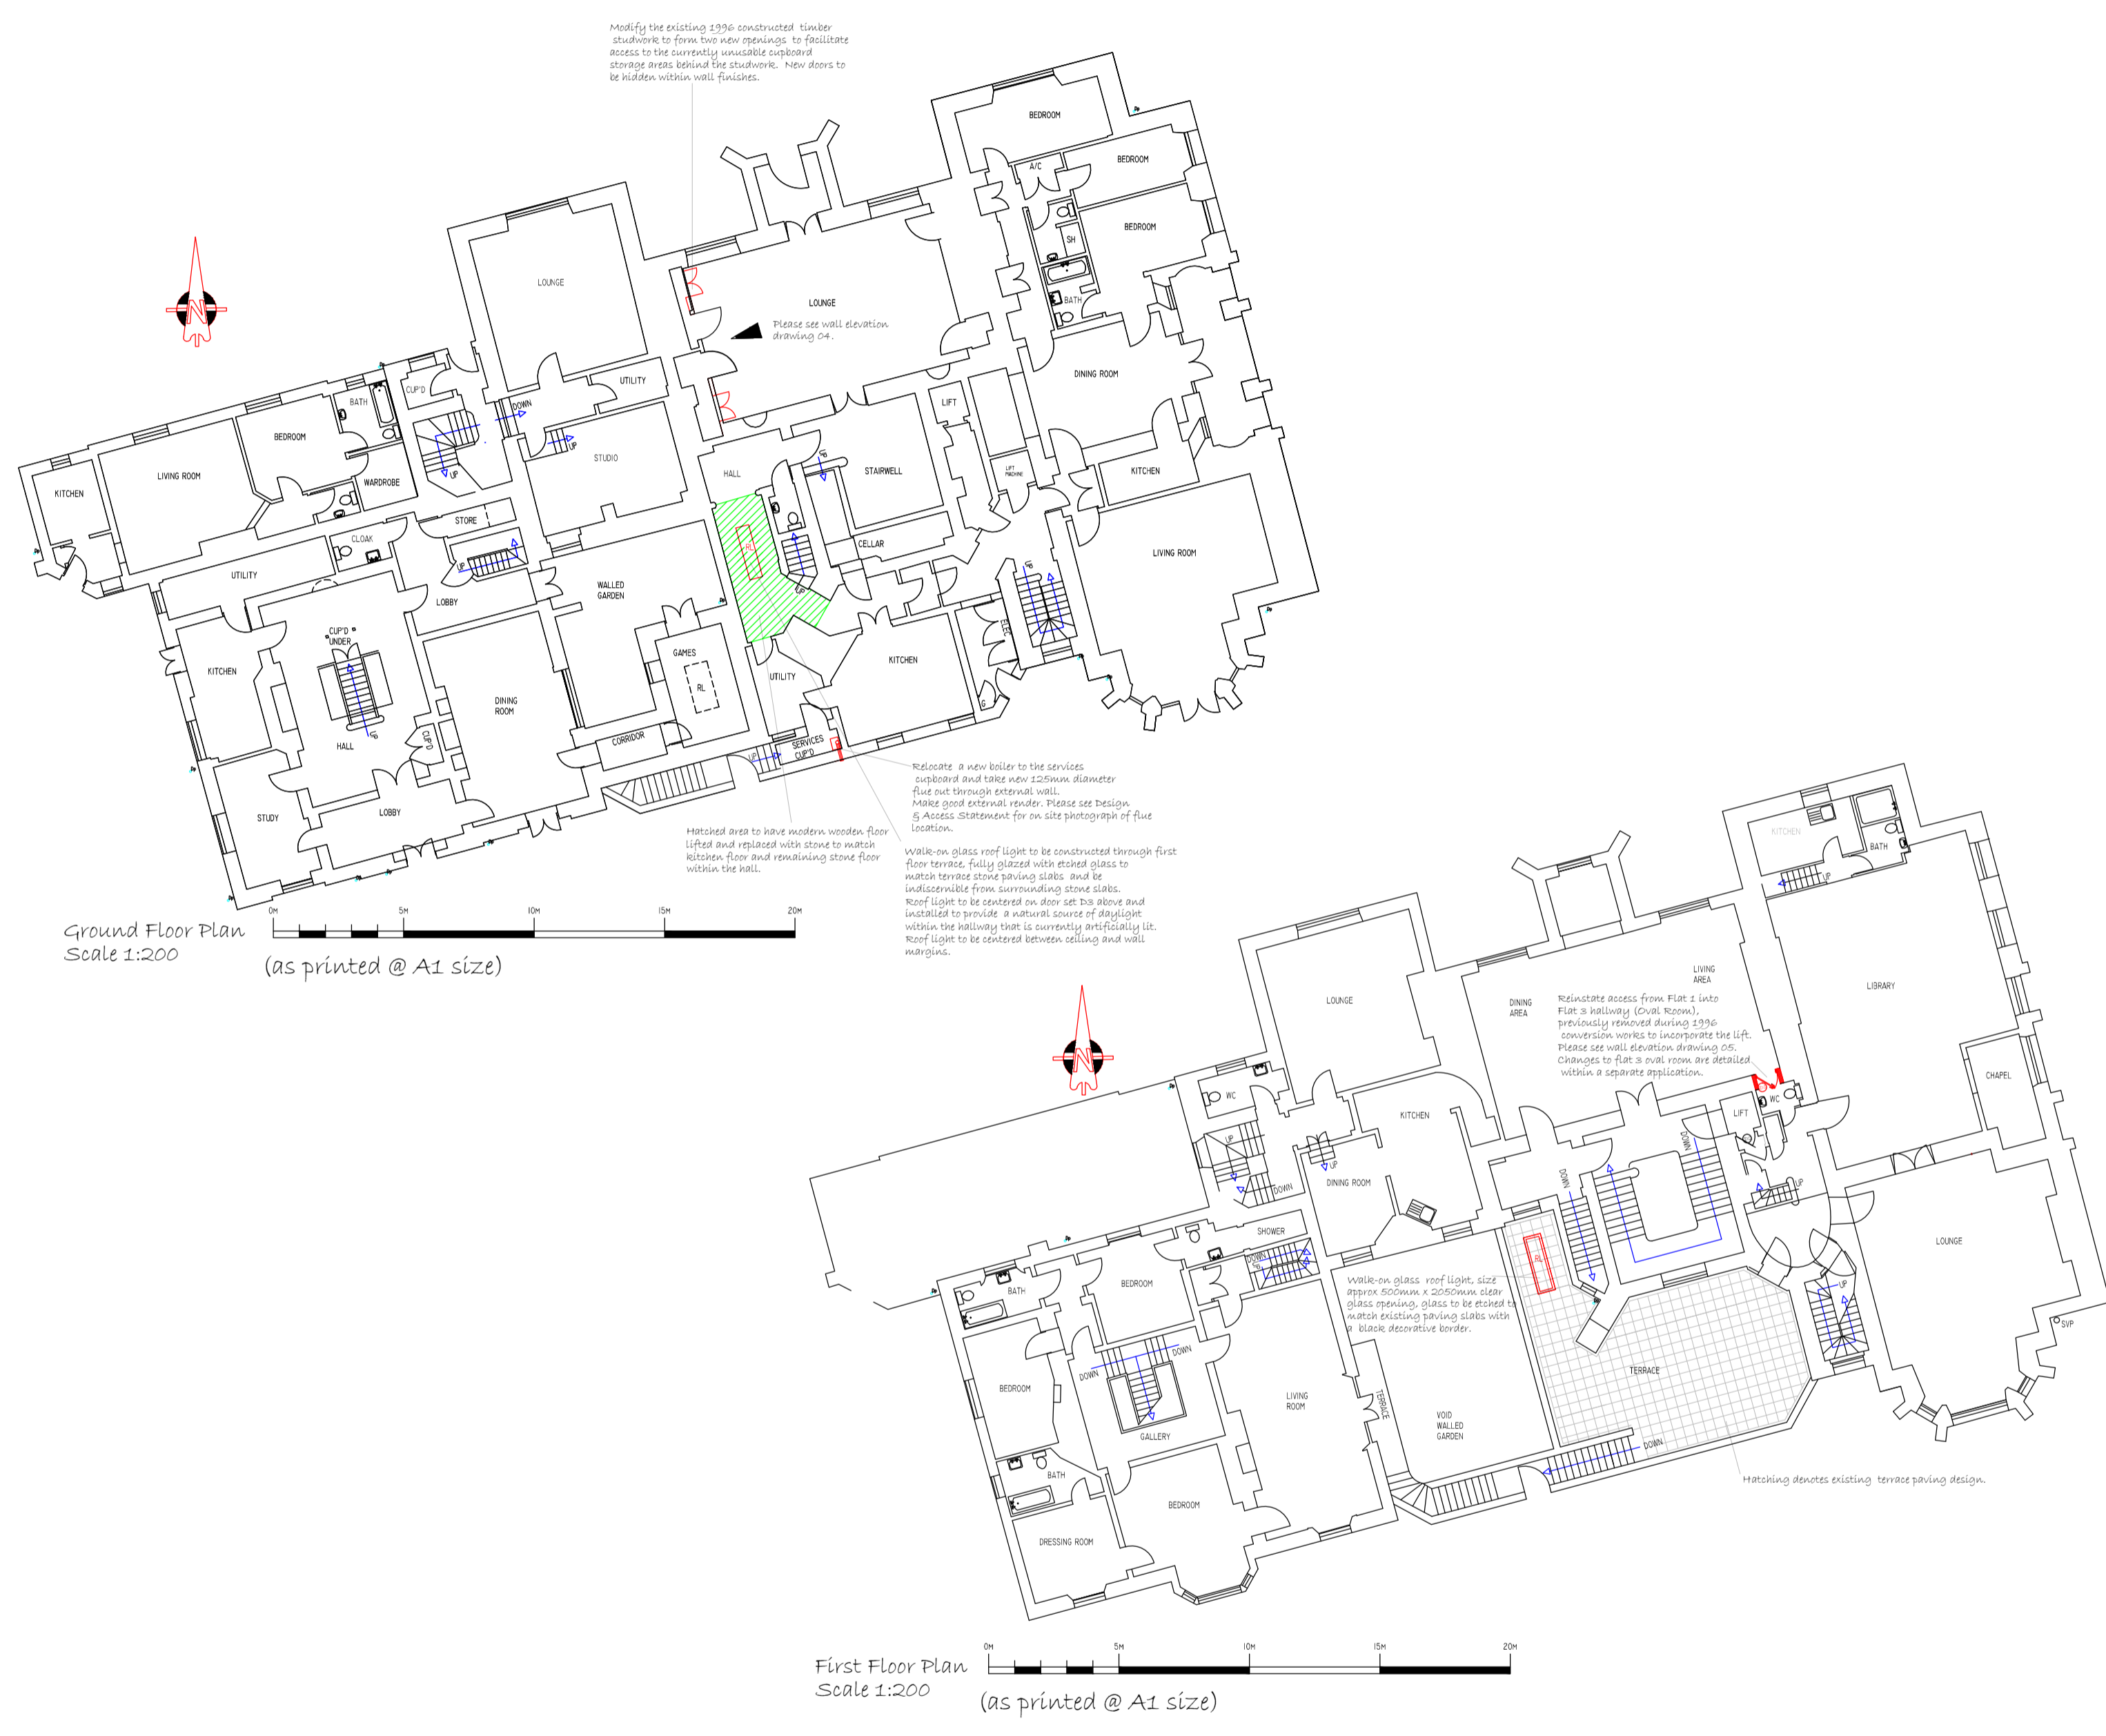 Modify the existing 1996 constructed timber
studwork to form two new openings to facilitate
access to the currently unusable cupboard
storage areas behind the studwork. New doors to
be hidden within wall finishes.
BEDROOM
A/C
BEDROOM
BEDROOM
SH
BATH
LOUNGE
LOUNGE
Please see wall elevation
drawing 04.
N
DINING ROOM
UTILITY
CUP'D
BATH
DOWN
LIFT
BEDROOM
UP
UP
STUDIO
HALL
UP
STAIRWELL
LIFT
MACHINE
KITCHEN
LIVING ROOM
WARDROBE
KITCHEN
STORE
CLOAK
RL
CELLAR
LIVING ROOM
UP
UTILITY
WALLED
GARDEN
UP
UP
LOBBY
ELEC
CUP'D
UNDER
KITCHEN
GAMES
KITCHEN
RL
UTILITY
DINING
ROOM
G
UP
HALL
CUP'D
CORRIDOR
UP
SERVICES
CUP'D
STUDY
LOBBY
Relocate a new boiler to the services
cupboard and take new 125mm diameter
flue out through external wall.
Make good external render. Please see Design
& Access Statement for on site photograph of flue
location.
Hatched area to have modern wooden floor
lifted and replaced with stone to match
kitchen floor and remaining stone floor
within the hall.
Walk-on glass roof light to be constructed through first
floor terrace, fully glazed with etched glass to
match terrace stone paving slabs and be
indiscernible from surrounding stone slabs.
Roof light to be centered on door set D3 above and
installed to provide a natural source of daylight
within the hallway that is currently artificially lit.
Roof light to be centered between ceiling and wall
margins.
Ground Floor Plan
Scale 1:200
0M 5M 10M 15M 20M
(as printed @ A1 size)
KITCHEN
BATH
UP
LIVING
AREA
LIBRARY
LOUNGE
DINING
AREA
Reinstate access from Flat 1 into
Flat 3 hallway (Oval Room),
previously removed during 1996
conversion works to incorporate the lift.
Please see wall elevation drawing 05.
Changes to flat 3 oval room are detailed
within a separate application.
N
CHAPEL
WC
WC
LIFT
KITCHEN
UP
DOWN
UP
DINING ROOM
DOWN
DOWN
UP
SHOWER
DOWN
UP
RL
LOUNGE
BEDROOM
BATH
Walk-on glass roof light, size
approx 500mm x 2050mm clear
glass opening, glass to be etched to
match existing paving slabs with
a black decorative border.
UP
SVP
DOWN
DOWN
TERRACE
BEDROOM
LIVING
ROOM
TERRACE
VOID
WALLED
GARDEN
GALLERY
DOWN
BATH
Hatching denotes existing terrace paving design.
BEDROOM
DRESSING ROOM
First Floor Plan
Scale 1:200
0M 5M 10M 15M 20M
(as printed @ A1 size)